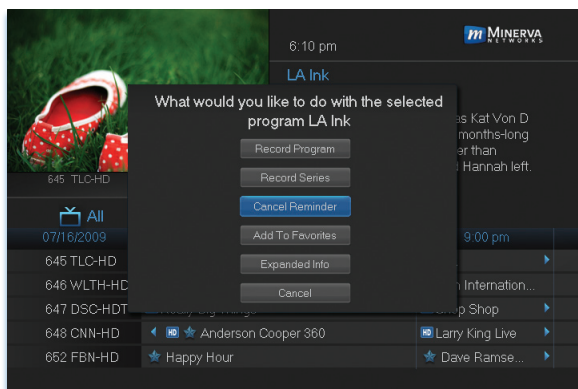 6:10 pm
MINERVA
NETWORKS
LA Ink
What would you like to do with the selected
program LA Ink
as Kat Von D
months-long
er than
Hannah left.
Record Program
Record Series
Cancel Reminder
Add To Favorites
Expanded Info
Cancel
645 TLC-HD
All
07/16/2009
9:00 pm
645 TLC-HD
646 WLTH-HD
Internation...
647 DSC-HDT
Shop
648 CNN-HD
HD Anderson Cooper 360
HD Larry King Live
652 FBN-HD
Happy Hour
Dave Ramse...